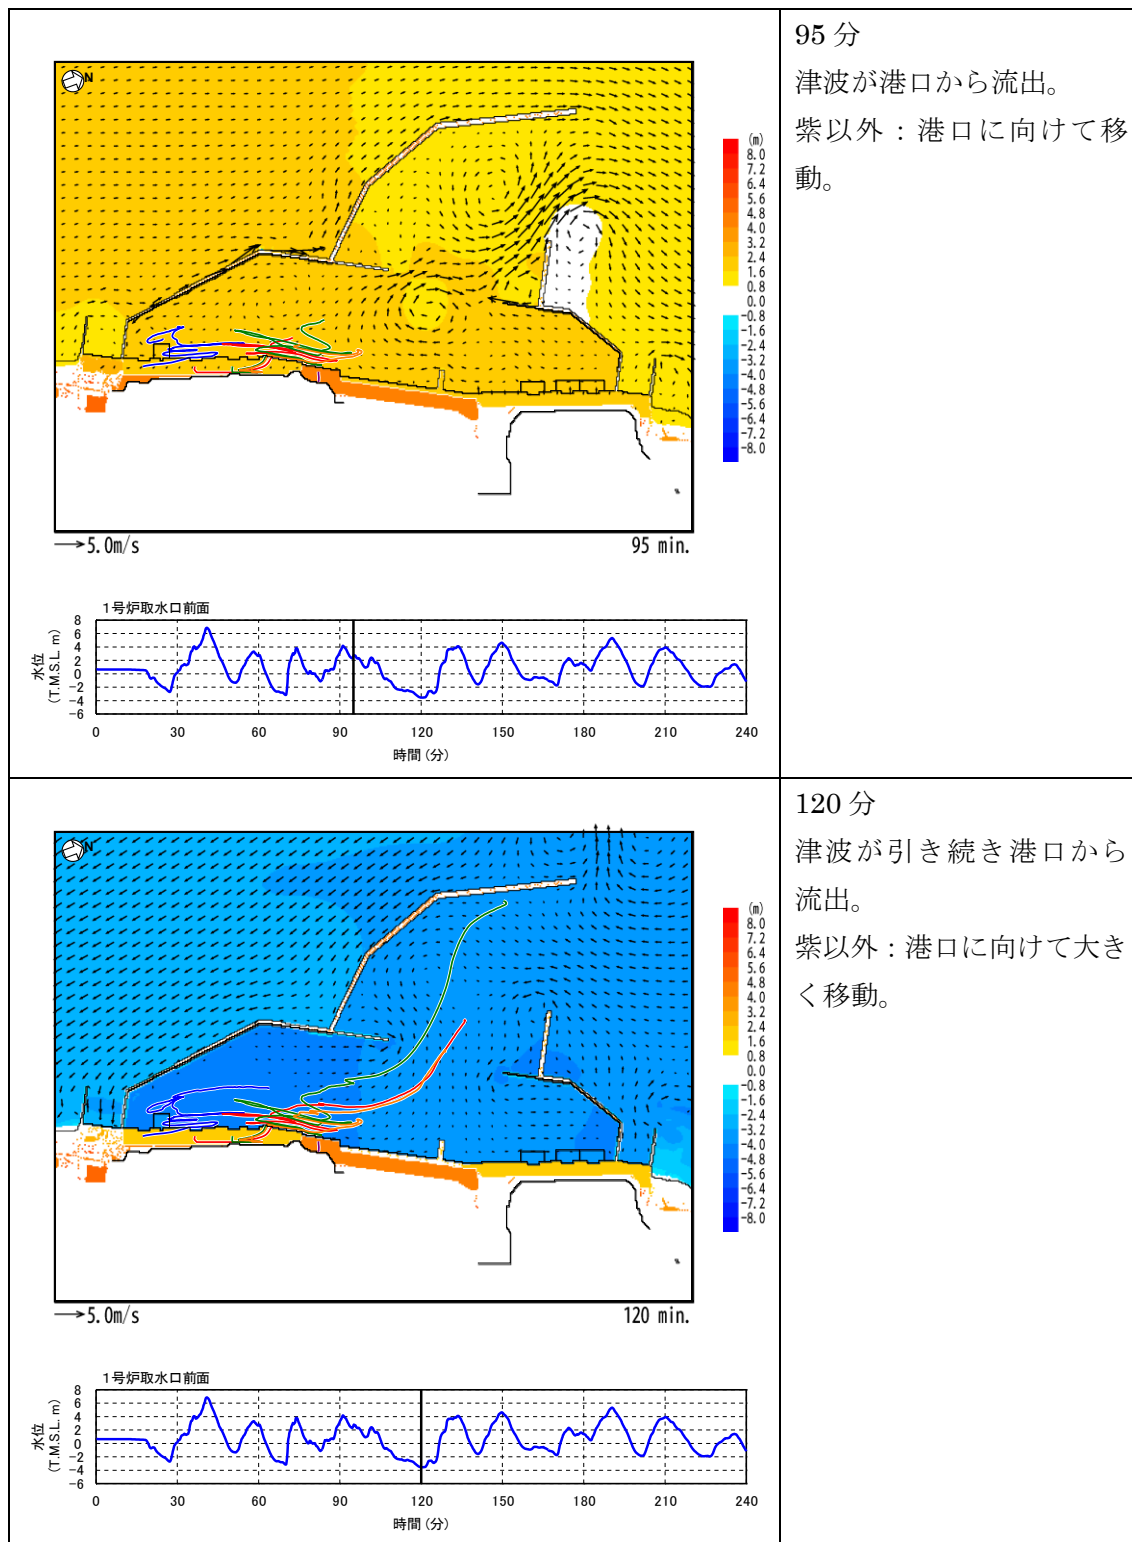 95 分
津波が港口から流出。
紫以外：港口に向けて移
動。
N
(m)
8.0
7.2
6.4
5.6
4.8
4.0
3.2
2.4
1.6
0.8
0.0
-0.8
-1.6
-2.4
-3.2
-4.0
-4.8
-5.6
-6.4
-7.2
-8.0
5.0m/s
95 min.
1号炉取水口前面
水位
(T.M.S.L. m)
8
6
4
2
0
-2
-4
-6
0 30 60 90 120 150 180 210 240
時間(分)
120 分
津波が引き続き港口から
流出。
紫以外：港口に向けて大き
く移動。
N
(m)
8.0
7.2
6.4
5.6
4.8
4.0
3.2
2.4
1.6
0.8
0.0
-0.8
-1.6
-2.4
-3.2
-4.0
-4.8
-5.6
-6.4
-7.2
-8.0
5.0m/s
120 min.
1号炉取水口前面
水位
(T.M.S.L. m)
8
6
4
2
0
-2
-4
-6
0 30 60 90 120 150 180 210 240
時間(分)